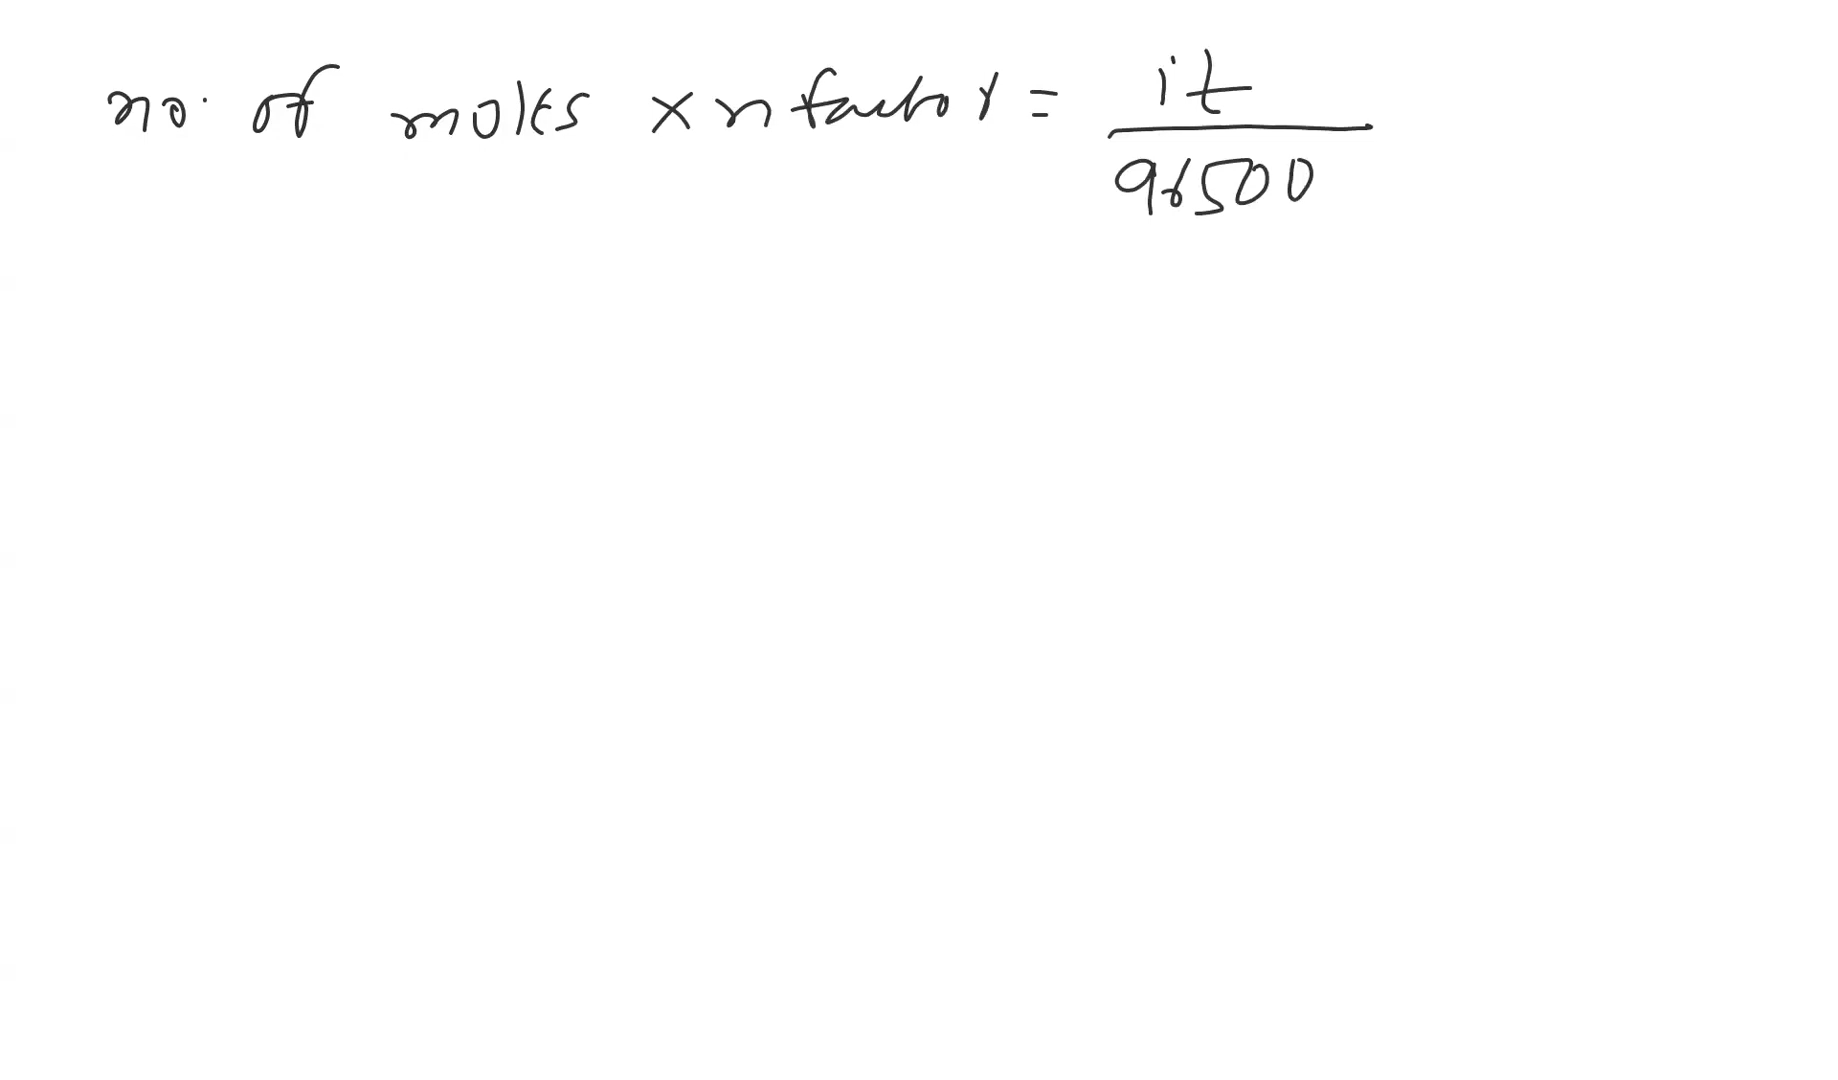 no. of moles × n factor = it / 96500